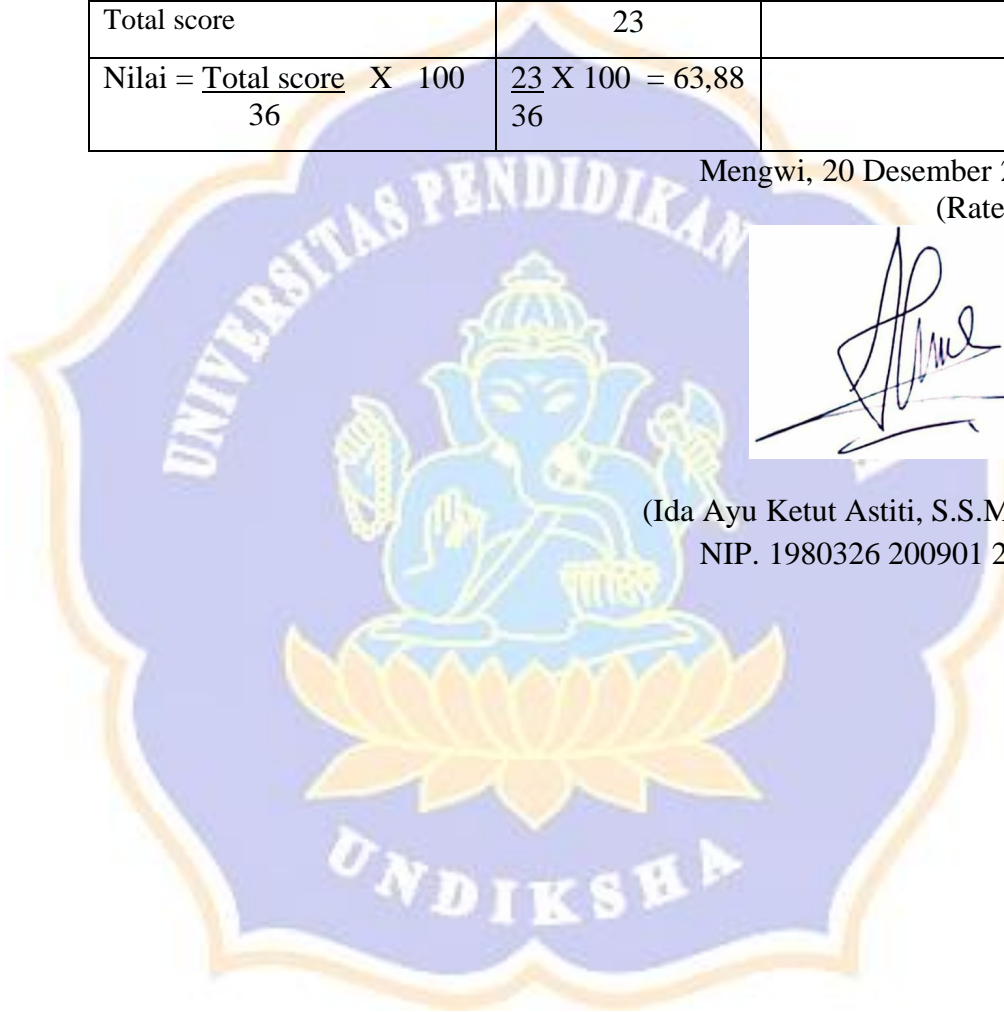 Total score 23
Nilai = Total score X 100 23 X 100 = 63,88
36 36
Mengwi, 20 Desember
(Rate
(Ida Ayu Ketut Astiti, S.S.M
NIP. 1980326 200901 2
UNIVERSITAS PENDIDIKAN
UNDIKSHA